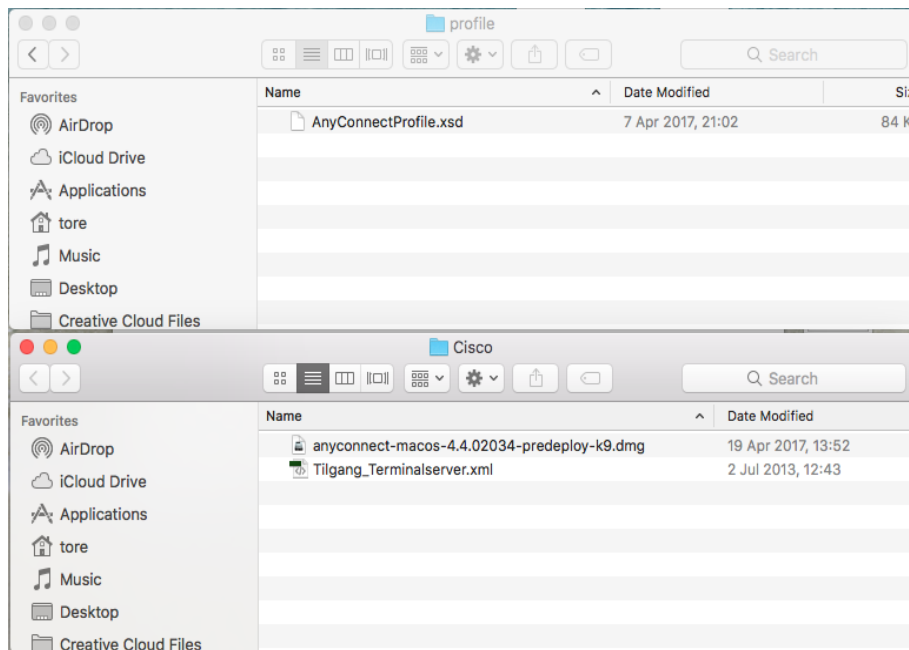 profile
Search
Favorites
Name Date Modified Si
AirDrop
AnyConnectProfile.xsd 7 Apr 2017, 21:02 84 K
iCloud Drive
Applications
tore
Music
Desktop
Creative Cloud Files
Cisco
Search
Favorites
Name Date Modified
AirDrop
anyconnect-macos-4.4.02034-predeploy-k9.dmg 19 Apr 2017, 13:52
Tilgang_Terminalserver.xml 2 Jul 2013, 12:43
iCloud Drive
Applications
tore
Music
Desktop
Creative Cloud Files